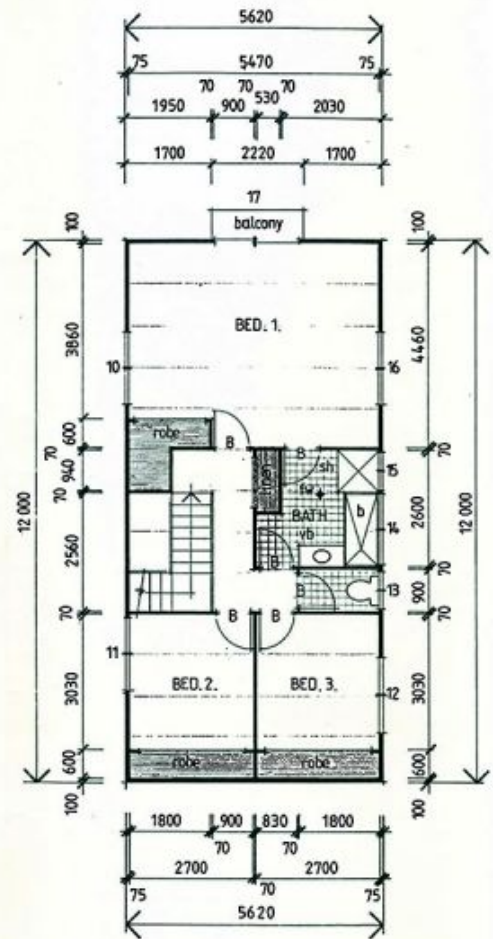 5620
75 5470 75
70 70 70
1950 900 530 2030
1700 2220 1700
17
balcony
100 100
12 000 3860 BED. 1. 4460 12 000
10 16
600 robe B B 70
70 940 linen sh 15
fw
70 BATH b 2600
2560 vb 14
B 70
B 13 900
70 B B 70
11 12
3030 BED. 2. BED. 3. 3030
600 robe robe 600
100 100
1800 900 830 1800
70 70
2700 2700
75 70 75
5620